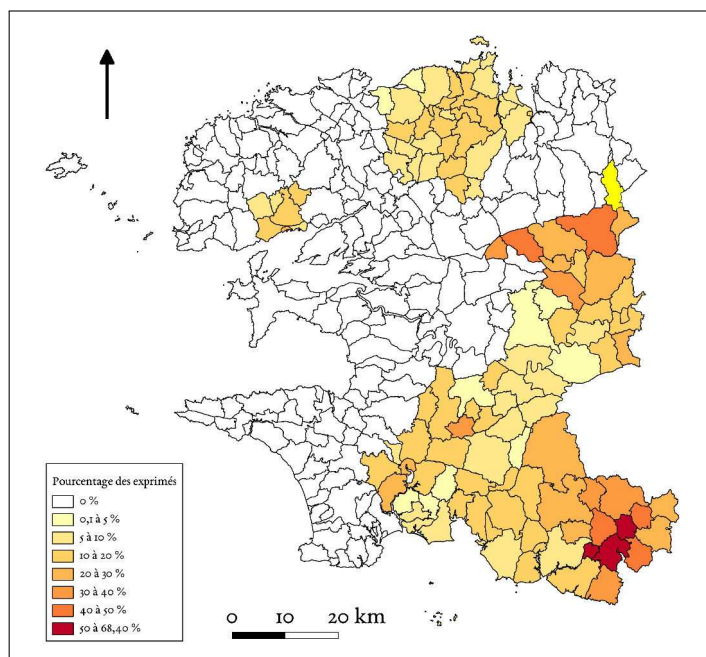 Pourcentage des exprimés
0 %
0,1 à 5 %
5 à 10 %
10 à 20 %
20 à 30 %
30 à 40 %
40 à 50 %
50 à 68,40 %
0 10 20 km